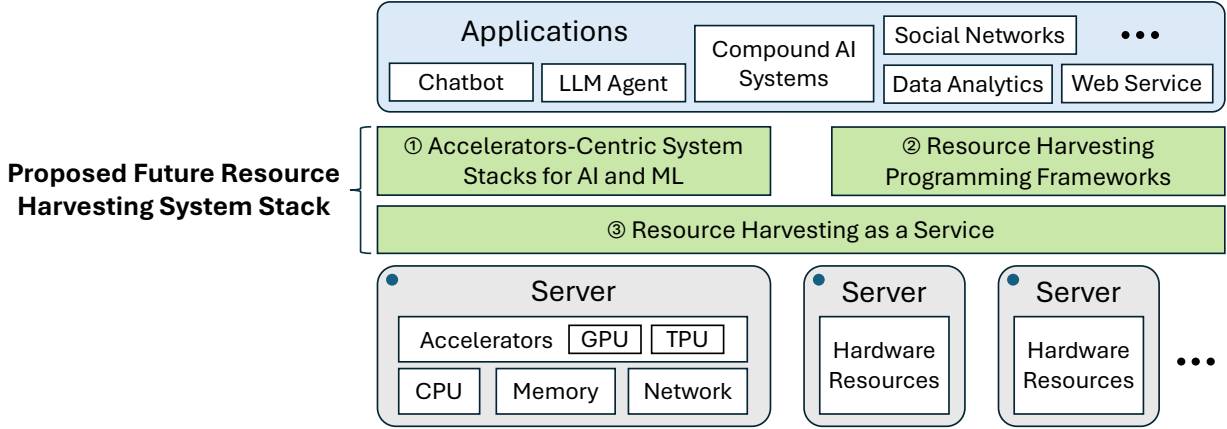 Applications
Chatbot
LLM Agent
Compound AI
Systems
Social Networks
•••
Data Analytics
Web Service
Proposed Future Resource
Harvesting System Stack
① Accelerators-Centric System
Stacks for AI and ML
② Resource Harvesting
Programming Frameworks
③ Resource Harvesting as a Service
Server
Accelerators
GPU
TPU
CPU
Memory
Network
Server
Hardware
Resources
Server
Hardware
Resources
•••